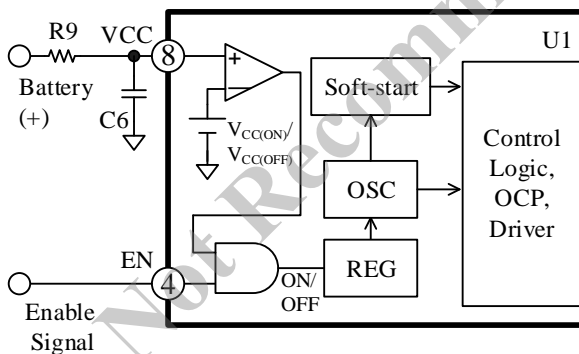 R9
VCC
8
U1
Battery
(+)
C6
+
−
VCC(ON)/
VCC(OFF)
Soft-start
OSC
REG
Control
Logic,
OCP,
Driver
EN
4
ON/
OFF
Enable
Signal
Not Recomm